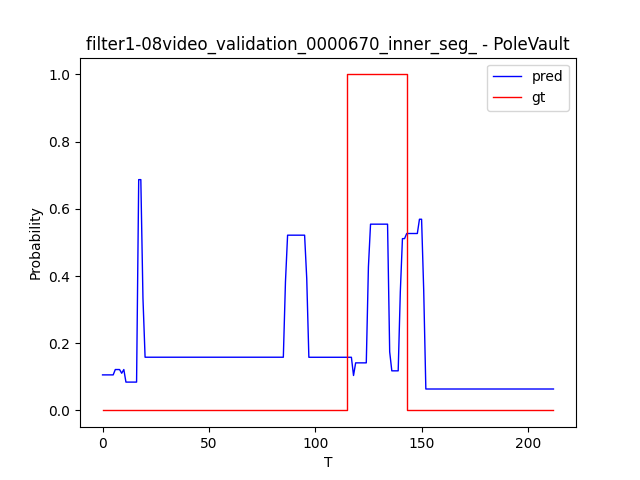 filter1-08video_validation_0000670_inner_seg_ - PoleVault
pred
gt
1.0
0.8
0.6
0.4
0.2
0.0
Probability
0
50
100
150
200
T